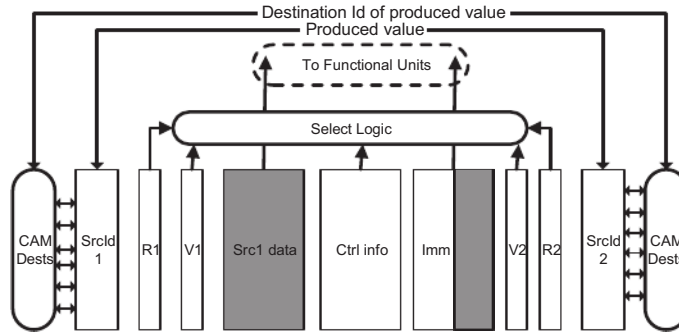 Destination Id of produced value
Produced value
To Functional Units
Select Logic
CAM
Dests
SrcId
1
R1
V1
Src1 data
Ctrl info
Imm
V2
R2
SrcId
2
CAM
Dests